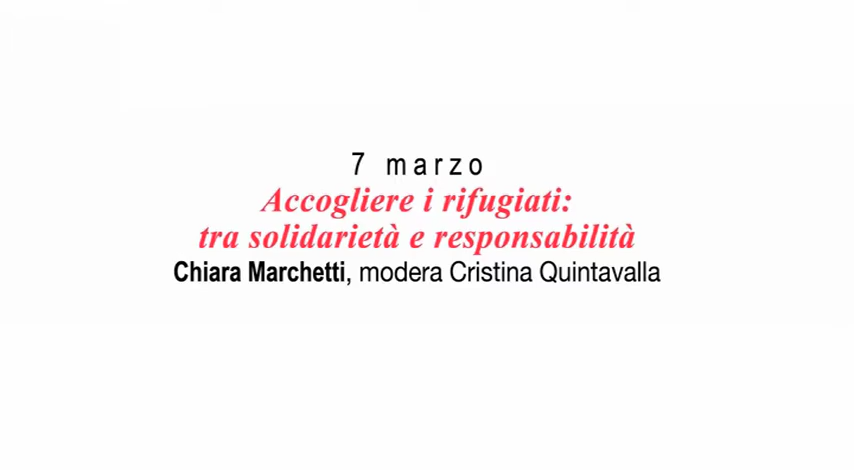 7 marzo
Accogliere i rifugiati:
tra solidarietà e responsabilità
Chiara Marchetti, modera Cristina Quintavalla